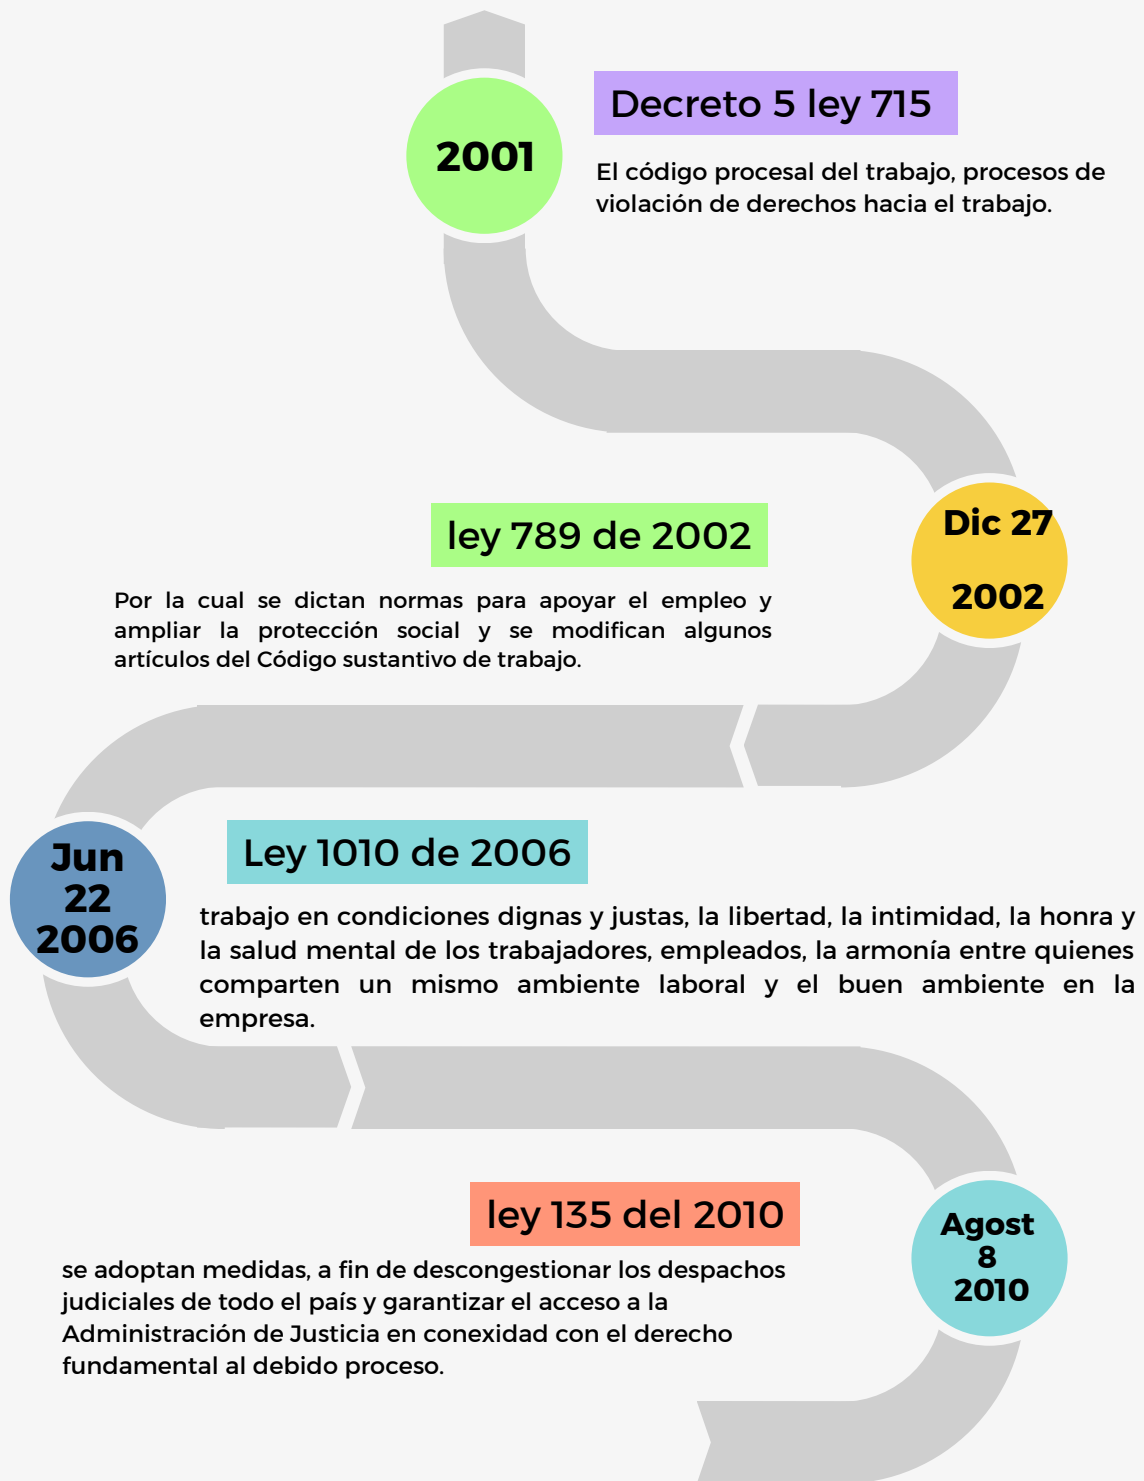 2001
Decreto 5 ley 715
El código procesal del trabajo, procesos de
violación de derechos hacia el trabajo.
Dic 27
2002
ley 789 de 2002
Por la cual se dictan normas para apoyar el empleo y
ampliar la protección social y se modifican algunos
artículos del Código sustantivo de trabajo.
Jun
22
2006
Ley 1010 de 2006
trabajo en condiciones dignas y justas, la libertad, la intimidad, la honra y
la salud mental de los trabajadores, empleados, la armonía entre quienes
comparten un mismo ambiente laboral y el buen ambiente en la
empresa.
Agost
8
2010
ley 135 del 2010
se adoptan medidas, a fin de descongestionar los despachos
judiciales de todo el país y garantizar el acceso a la
Administración de Justicia en conexidad con el derecho
fundamental al debido proceso.